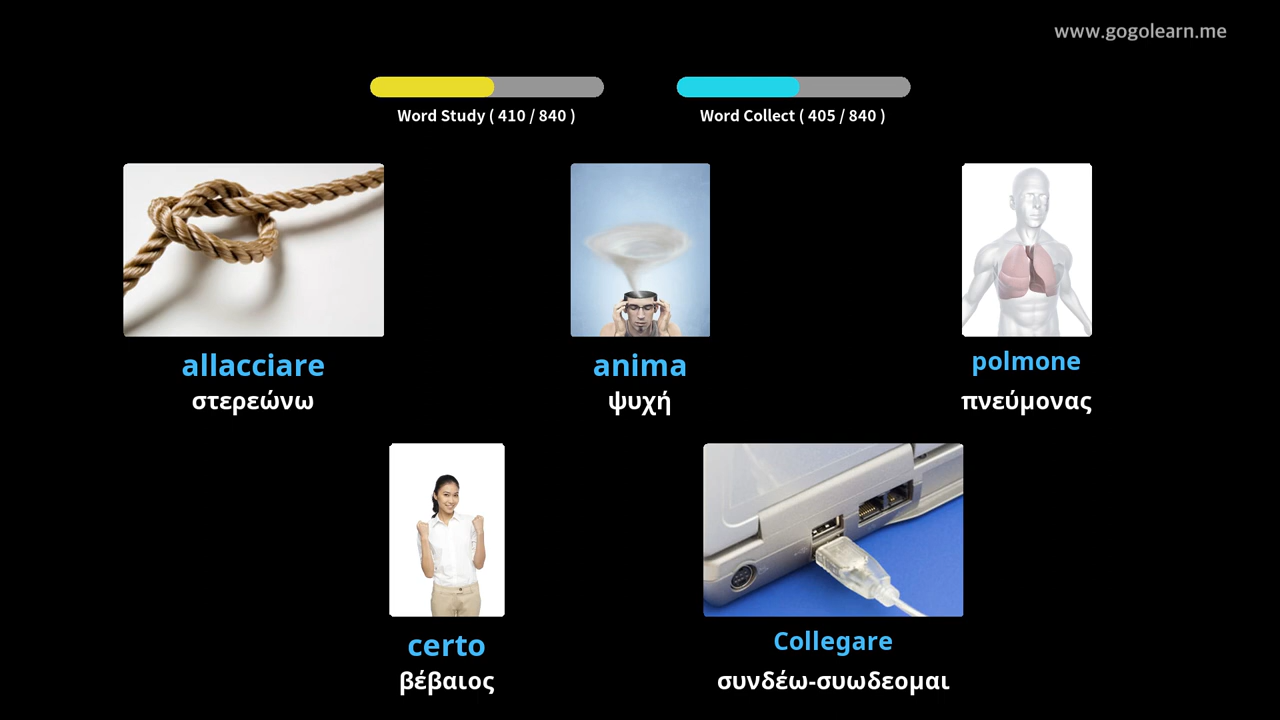 www.gogolearn.me
Word Study ( 410 / 840 )
Word Collect ( 405 / 840 )
allacciare
στερεώνω
anima
ψυχή
polmone
πνεύμονας
certo
βέβαιος
Collegare
συνδέω-συωδεομαι